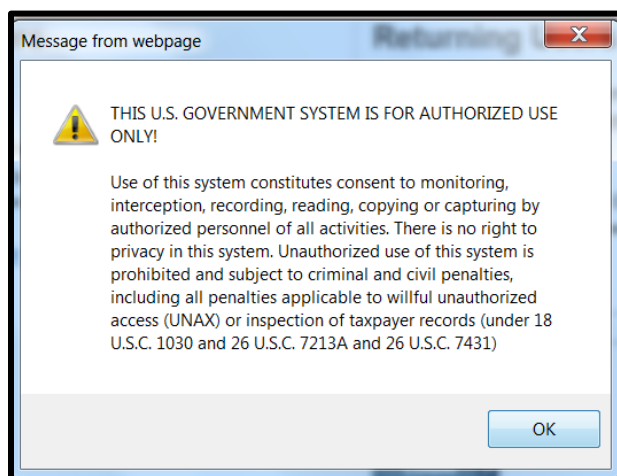 Message from webpage
Returning
THIS U.S. GOVERNMENT SYSTEM IS FOR AUTHORIZED USE
ONLY!
Use of this system constitutes consent to monitoring,
interception, recording, reading, copying or capturing by
authorized personnel of all activities. There is no right to
privacy in this system. Unauthorized use of this system is
prohibited and subject to criminal and civil penalties,
including all penalties applicable to willful unauthorized
access (UNAX) or inspection of taxpayer records (under 18
U.S.C. 1030 and 26 U.S.C. 7213A and 26 U.S.C. 7431)
OK